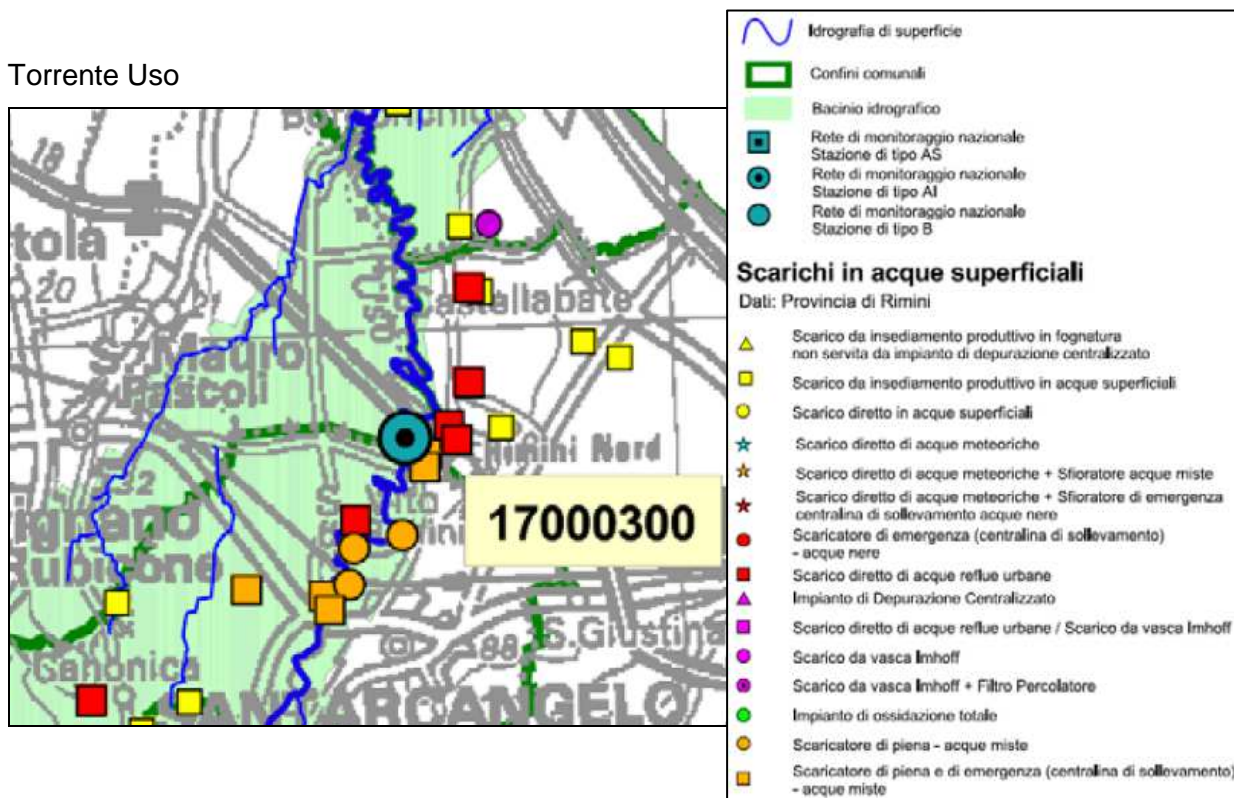 Torrente Uso
18
tola
20
21
Castellabate
S. Mauro
Pascoli
Rimini Nord
32
S. Vito
17000300
Rubicone
88
S.Giustina
Canonica
SANTARCANGELO
Idrografia di superficie
Confini comunali
Bacinio idrografico
Rete di monitoraggio nazionale
Stazione di tipo AS
Rete di monitoraggio nazionale
Stazione di tipo AI
Rete di monitoraggio nazionale
Stazione di tipo B
Scarichi in acque superficiali
Dati: Provincia di Rimini
Scarico da insediamento produttivo in fognatura
non servita da impianto di depurazione centralizzato
Scarico da insediamento produttivo in acque superficiali
Scarico diretto in acque superficiali
Scarico diretto di acque meteoriche
Scarico diretto di acque meteoriche + Sfioratore acque miste
Scarico diretto di acque meteoriche + Sfioratore di emergenza
centralina di sollevamento acque nere
Scaricatore di emergenza (centralina di sollevamento)
- acque nere
Scarico diretto di acque reflue urbane
Impianto di Depurazione Centralizzato
Scarico diretto di acque reflue urbane / Scarico da vasca Imhoff
Scarico da vasca Imhoff
Scarico da vasca Imhoff + Filtro Percolatore
Impianto di ossidazione totale
Scaricatore di piena - acque miste
Scaricatore di piena e di emergenza (centralina di sollevamento)
- acque miste